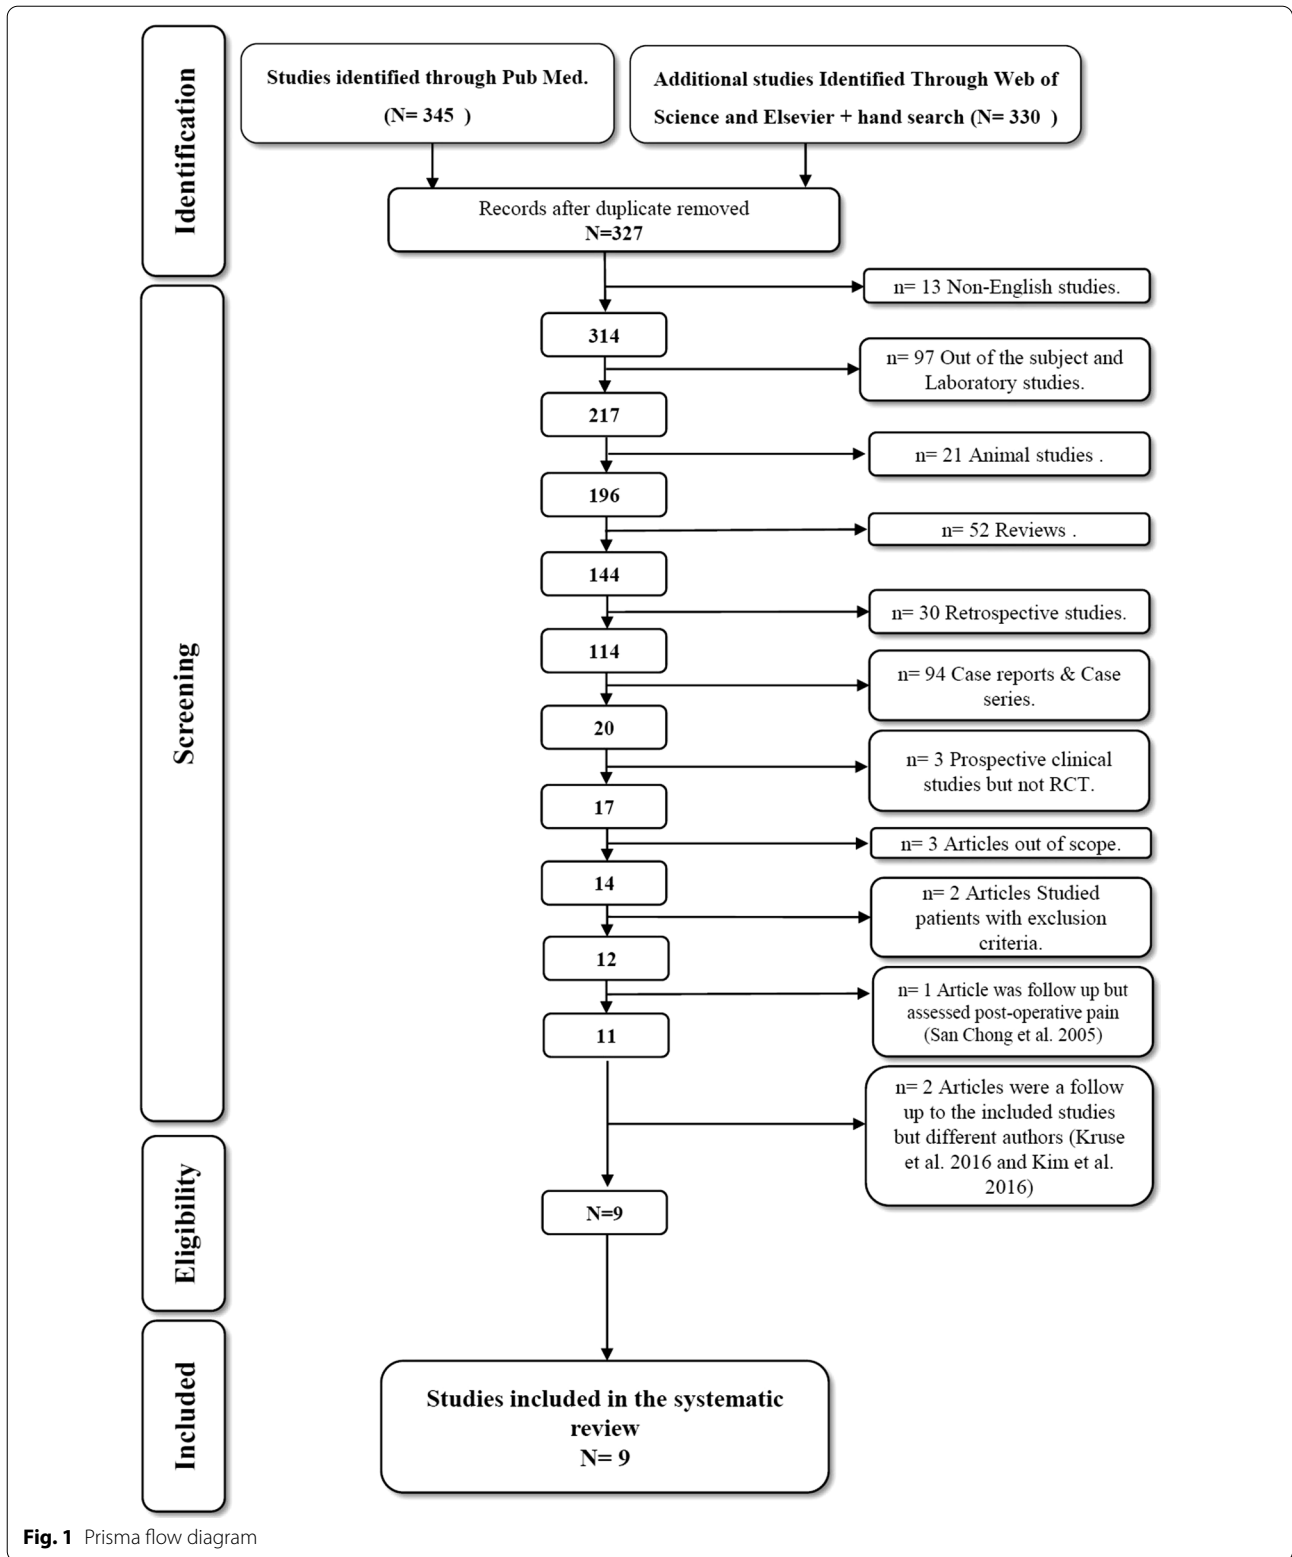 Identification
Studies identified through Pub Med.
(N= 345 )
Additional studies Identified Through Web of
Science and Elsevier + hand search (N= 330 )
Records after duplicate removed
N=327
Screening
n= 13 Non-English studies.
314
n= 97 Out of the subject and
Laboratory studies.
217
n= 21 Animal studies .
196
n= 52 Reviews .
144
n= 30 Retrospective studies.
114
n= 94 Case reports & Case
series.
20
n= 3 Prospective clinical
studies but not RCT.
17
n= 3 Articles out of scope.
14
n= 2 Articles Studied
patients with exclusion
criteria.
12
n= 1 Article was follow up but
assessed post-operative pain
(San Chong et al. 2005)
11
n= 2 Articles were a follow
up to the included studies
but different authors (Kruse
et al. 2016 and Kim et al.
2016)
Eligibility
N=9
Included
Studies included in the systematic
review
N= 9
Fig. 1 Prisma flow diagram